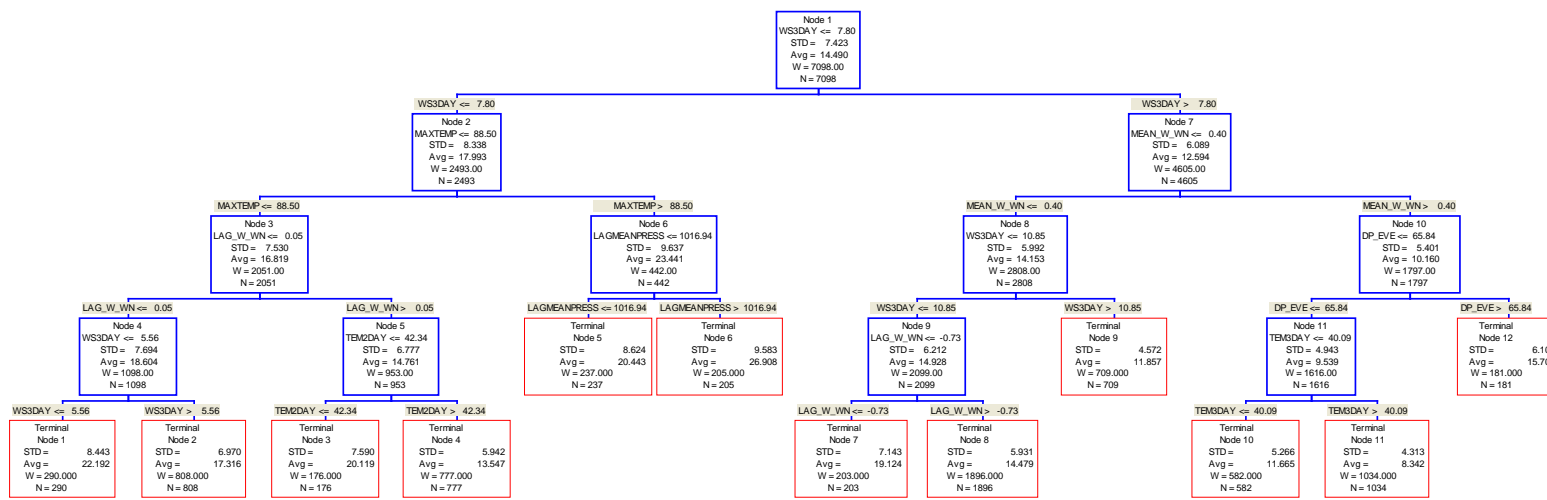 Node 1
WS3DAY <= 7.80
STD = 7.423
Avg = 14.490
W = 7098.00
N = 7098
WS3DAY <= 7.80
WS3DAY > 7.80
Node 2
MAXTEMP <= 88.50
STD = 8.338
Avg = 17.993
W = 2493.00
N = 2493
Node 7
MEAN_W_WN <= 0.40
STD = 6.089
Avg = 12.594
W = 4605.00
N = 4605
MAXTEMP <= 88.50
MAXTEMP > 88.50
MEAN_W_WN <= 0.40
MEAN_W_WN > 0.40
Node 3
LAG_W_WN <= 0.05
STD = 7.530
Avg = 16.819
W = 2051.00
N = 2051
Node 6
LAGMEANPRESS <= 1016.94
STD = 9.637
Avg = 23.441
W = 442.00
N = 442
Node 8
WS3DAY <= 10.85
STD = 5.992
Avg = 14.153
W = 2808.00
N = 2808
Node 10
DP_EVE <= 65.84
STD = 5.401
Avg = 10.160
W = 1797.00
N = 1797
LAG_W_WN <= 0.05
LAG_W_WN > 0.05
LAGMEANPRESS <= 1016.94
LAGMEANPRESS > 1016.94
WS3DAY <= 10.85
WS3DAY > 10.85
DP_EVE <= 65.84
DP_EVE > 65.84
Node 4
WS3DAY <= 5.56
STD = 7.694
Avg = 18.604
W = 1098.00
N = 1098
Node 5
TEM2DAY <= 42.34
STD = 6.777
Avg = 14.761
W = 953.00
N = 953
Terminal
Node 5
STD = 8.624
Avg = 20.443
W = 237.000
N = 237
Terminal
Node 6
STD = 9.583
Avg = 26.908
W = 205.000
N = 205
Node 9
LAG_W_WN <= -0.73
STD = 6.212
Avg = 14.928
W = 2099.00
N = 2099
Terminal
Node 9
STD = 4.572
Avg = 11.857
W = 709.000
N = 709
Node 11
TEM3DAY <= 40.09
STD = 4.943
Avg = 9.539
W = 1616.00
N = 1616
Terminal
Node 12
STD = 6.10
Avg = 15.70
W = 181.000
N = 181
WS3DAY <= 5.56
WS3DAY > 5.56
TEM2DAY <= 42.34
TEM2DAY > 42.34
LAG_W_WN <= -0.73
LAG_W_WN > -0.73
TEM3DAY <= 40.09
TEM3DAY > 40.09
Terminal
Node 1
STD = 8.443
Avg = 22.192
W = 290.000
N = 290
Terminal
Node 2
STD = 6.970
Avg = 17.316
W = 808.000
N = 808
Terminal
Node 3
STD = 7.590
Avg = 20.119
W = 176.000
N = 176
Terminal
Node 4
STD = 5.942
Avg = 13.547
W = 777.000
N = 777
Terminal
Node 7
STD = 7.143
Avg = 19.124
W = 203.000
N = 203
Terminal
Node 8
STD = 5.931
Avg = 14.479
W = 1896.000
N = 1896
Terminal
Node 10
STD = 5.266
Avg = 11.665
W = 582.000
N = 582
Terminal
Node 11
STD = 4.313
Avg = 8.342
W = 1034.000
N = 1034